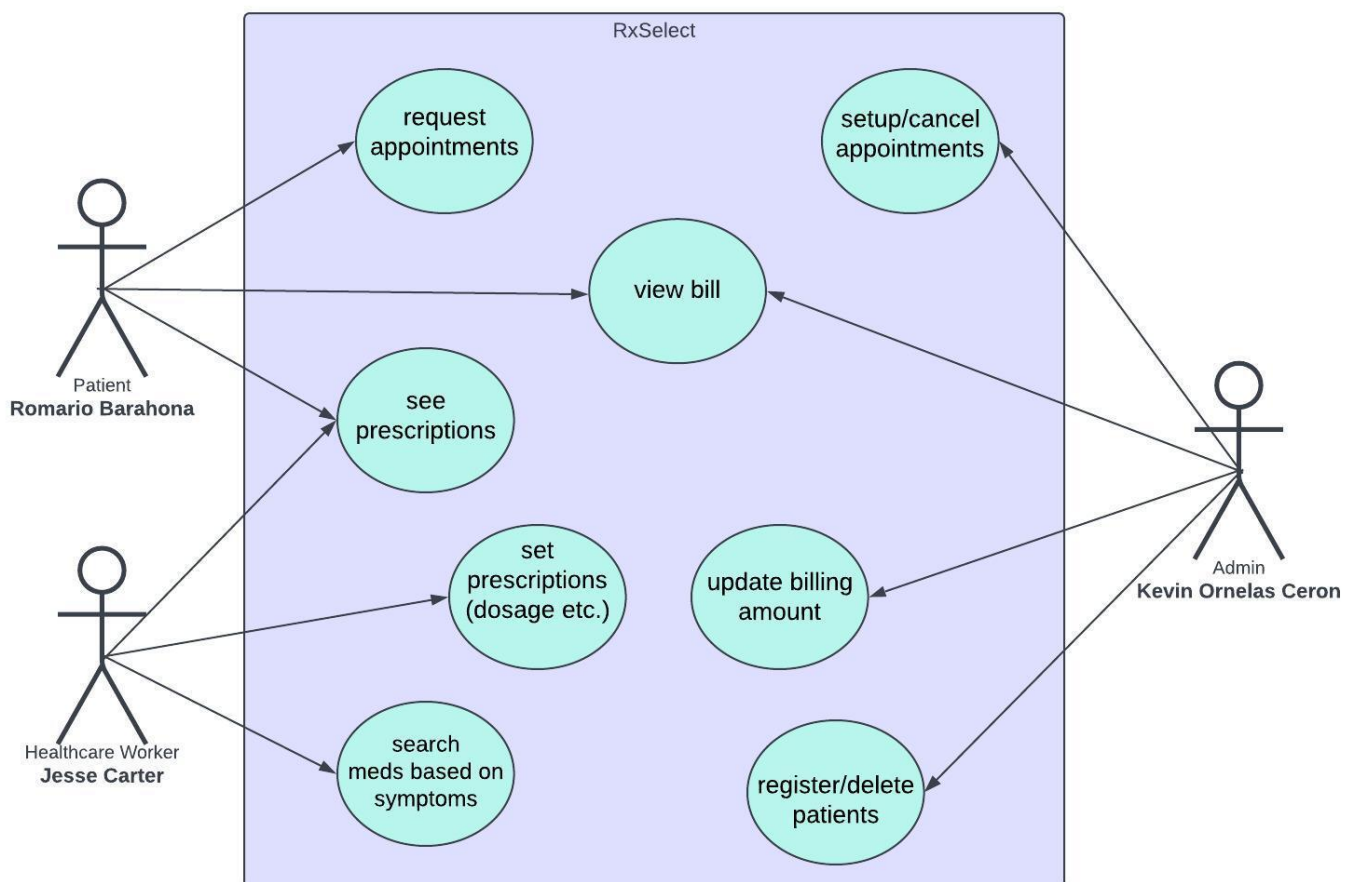 RxSelect
request
appointments
setup/cancel
appointments
view bill
Patient
Romario Barahona
see
prescriptions
set
prescriptions
(dosage etc.)
update billing
amount
Admin
Kevin Ornelas Ceron
Healthcare Worker
Jesse Carter
search
meds based on
symptoms
register/delete
patients